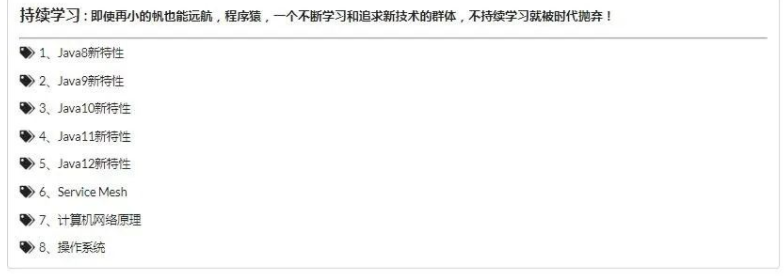 持续学习：即使再小的帆也能远航，程序猿，一个不断学习和追求新技术的群体，不持续学习就被时代抛弃！
1、Java8新特性
2、Java9新特性
3、Java10新特性
4、Java11新特性
5、Java12新特性
6、Service Mesh
7、计算机网络原理
8、操作系统